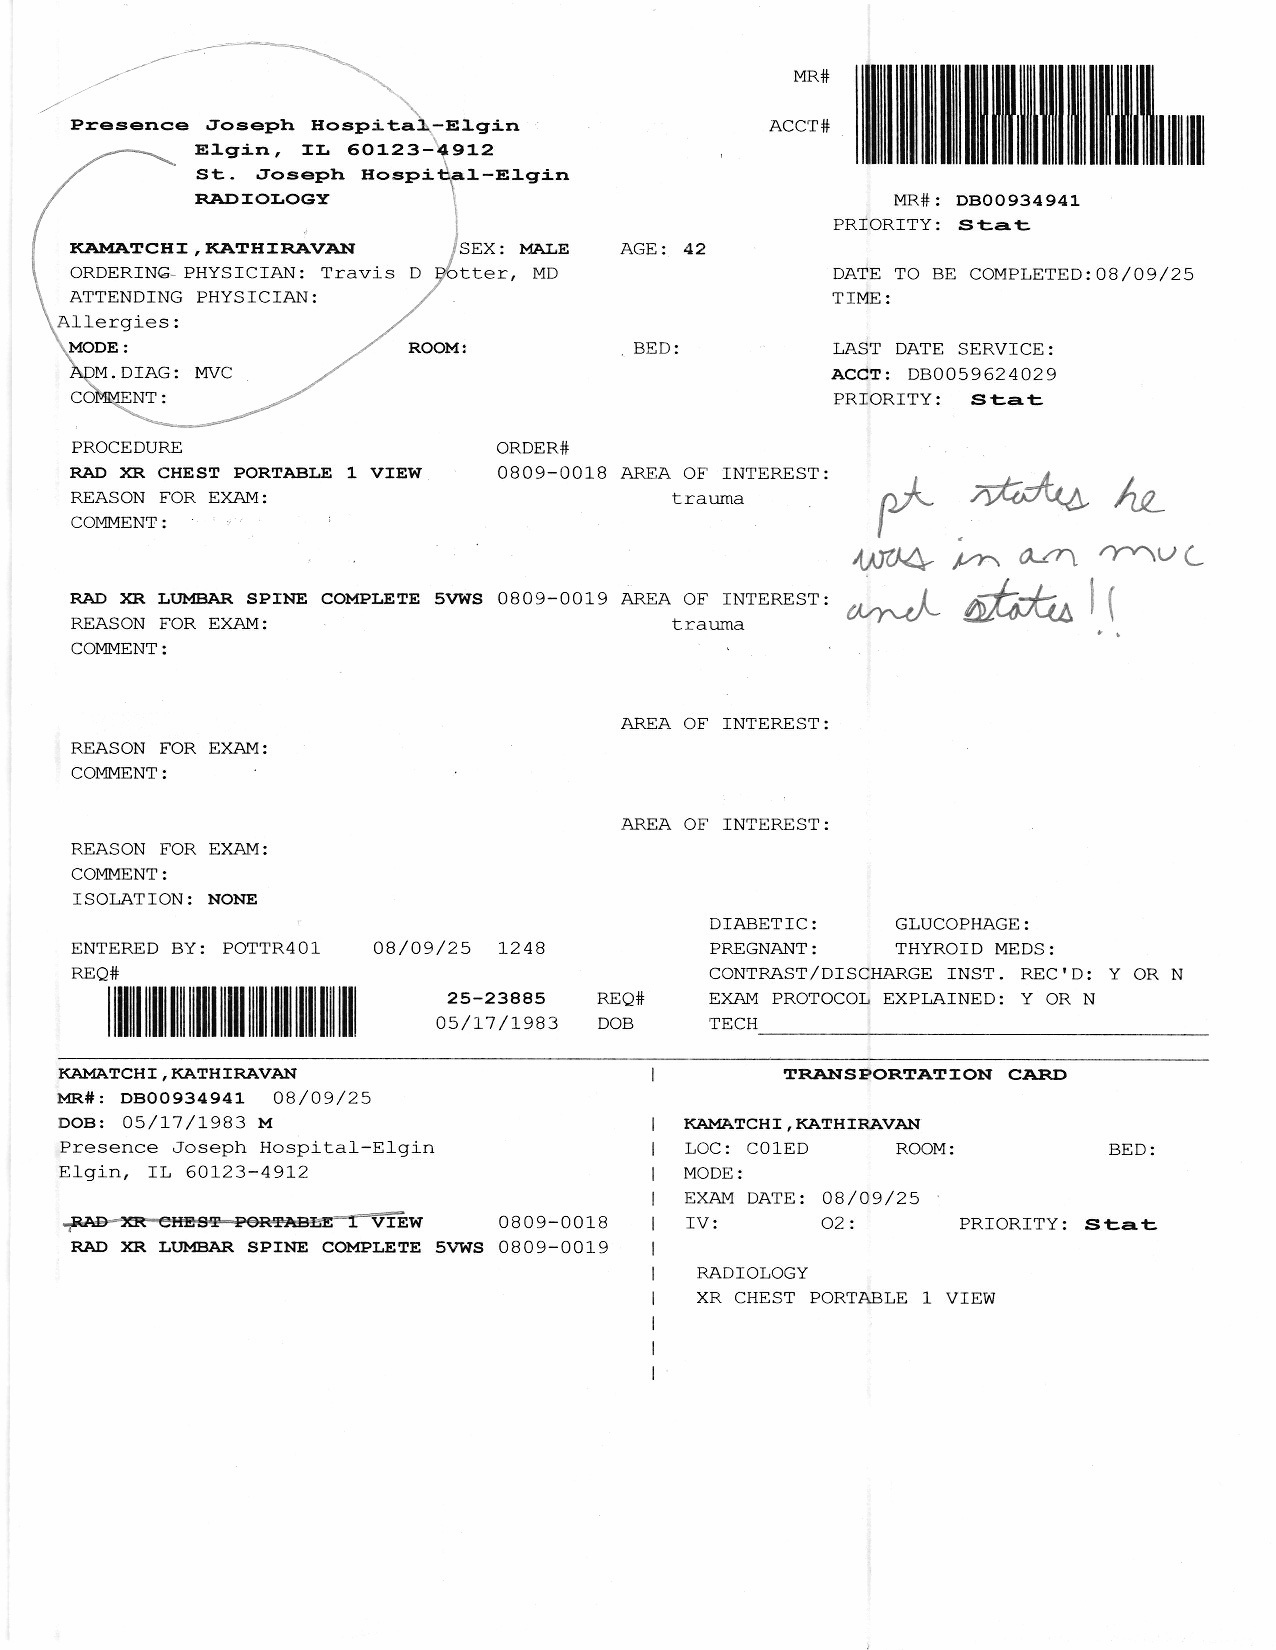 MR#
Presence Joseph Hospital-Elgin
ACCT#
Elgin, IL 60123-4912
St. Joseph Hospital-Elgin
RADIOLOGY
MR#: DB00934941
PRIORITY: Stat
KAMATCHI,KATHIRAVAN SEX: MALE AGE: 42
ORDERING PHYSICIAN: Travis D Potter, MD DATE TO BE COMPLETED:08/09/25
ATTENDING PHYSICIAN: TIME:
Allergies:
MODE: ROOM: BED: LAST DATE SERVICE:
ADM.DIAG: MVC ACCT: DB0059624029
COMMENT: PRIORITY: Stat
PROCEDURE ORDER#
RAD XR CHEST PORTABLE 1 VIEW 0809-0018 AREA OF INTEREST:
REASON FOR EXAM: trauma
COMMENT:
pt states he
was in an mvc
and states!!
RAD XR LUMBAR SPINE COMPLETE 5VWS 0809-0019 AREA OF INTEREST:
REASON FOR EXAM: trauma
COMMENT:
AREA OF INTEREST:
REASON FOR EXAM:
COMMENT:
AREA OF INTEREST:
REASON FOR EXAM:
COMMENT:
ISOLATION: NONE
DIABETIC: GLUCOPHAGE:
ENTERED BY: POTTR401 08/09/25 1248 PREGNANT: THYROID MEDS:
REQ# CONTRAST/DISCHARGE INST. REC'D: Y OR N
25-23885 REQ# EXAM PROTOCOL EXPLAINED: Y OR N
05/17/1983 DOB TECH
KAMATCHI,KATHIRAVAN
MR#: DB00934941 08/09/25
DOB: 05/17/1983 M
Presence Joseph Hospital-Elgin
Elgin, IL 60123-4912
RAD XR CHEST PORTABLE 1 VIEW 0809-0018
RAD XR LUMBAR SPINE COMPLETE 5VWS 0809-0019
TRANSPORTATION CARD
KAMATCHI,KATHIRAVAN
LOC: C01ED ROOM: BED:
MODE:
EXAM DATE: 08/09/25
IV: O2: PRIORITY: Stat
RADIOLOGY
XR CHEST PORTABLE 1 VIEW